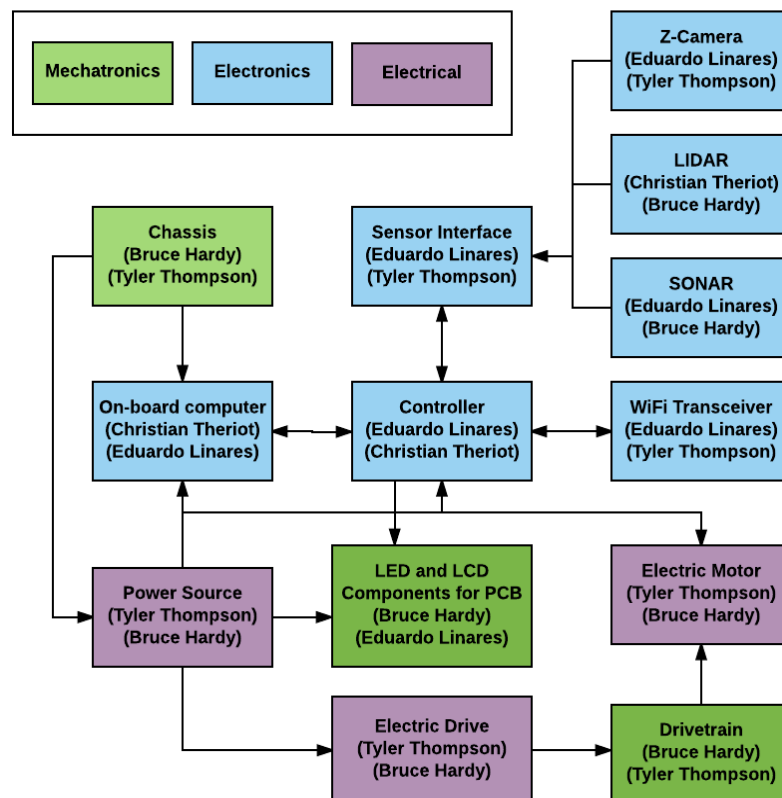 Mechatronics
Electronics
Electrical
Z-Camera
(Eduardo Linares)
(Tyler Thompson)
LIDAR
(Christian Theriot)
(Bruce Hardy)
Chassis
(Bruce Hardy)
(Tyler Thompson)
Sensor Interface
(Eduardo Linares)
(Tyler Thompson)
SONAR
(Eduardo Linares)
(Bruce Hardy)
On-board computer
(Christian Theriot)
(Eduardo Linares)
Controller
(Eduardo Linares)
(Christian Theriot)
WiFi Transceiver
(Eduardo Linares)
(Tyler Thompson)
Power Source
(Tyler Thompson)
(Bruce Hardy)
LED and LCD
Components for PCB
(Bruce Hardy)
(Eduardo Linares)
Electric Motor
(Tyler Thompson)
(Bruce Hardy)
Electric Drive
(Tyler Thompson)
(Bruce Hardy)
Drivetrain
(Bruce Hardy)
(Tyler Thompson)